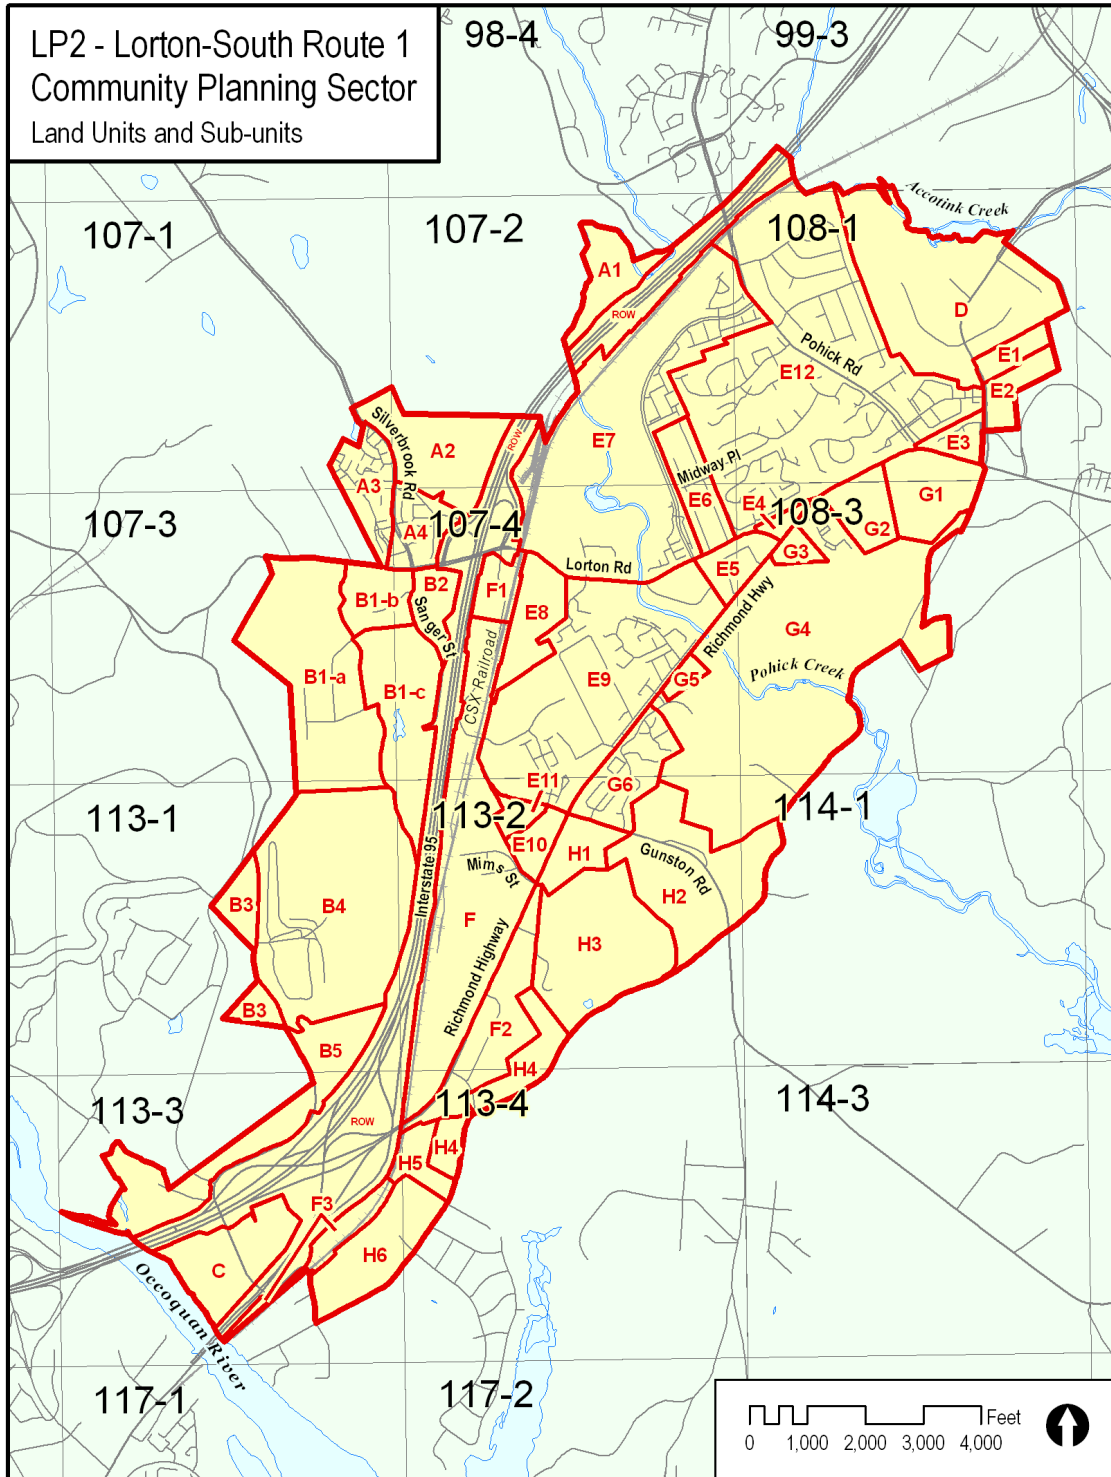 LP2 - Lorton-South Route 1
Community Planning Sector
Land Units and Sub-units
98-4
99-3
107-1
107-2
108-1
Accotink Creek
A1
ROW
D
Pohick Rd
E1
E12
E2
Silverbrook Rd
ROW
A2
E7
E3
Midway Pl
A3
G1
E6
E4
107-3
107-4
108-3
A4
G2
G3
Lorton Rd
E5
B2
F1
B1-b
E8
Sanger St
Richmond Hwy
G4
CSX Railroad
Pohick Creek
B1-a
B1-c
E9
G5
E11
G6
113-1
113-2
114-1
E10
H1
Gunston Rd
Mims St
H2
Interstate 95
B3
B4
F
H3
Richmond Highway
B3
F2
B5
H4
113-3
113-4
114-3
ROW
H4
H5
F3
H6
C
Occoquan River
117-1
117-2
Feet
0 1,000 2,000 3,000 4,000